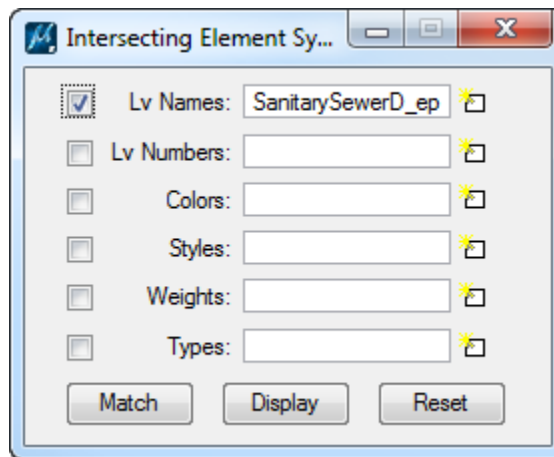 Intersecting Element Sy...
Lv Names: SanitarySewerD_ep
Lv Numbers:
Colors:
Styles:
Weights:
Types:
Match Display Reset